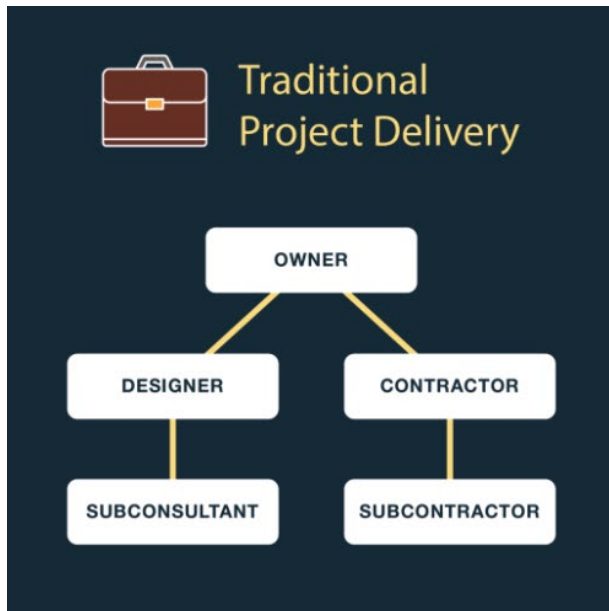 Traditional
Project Delivery
OWNER
DESIGNER
CONTRACTOR
SUBCONSULTANT
SUBCONTRACTOR